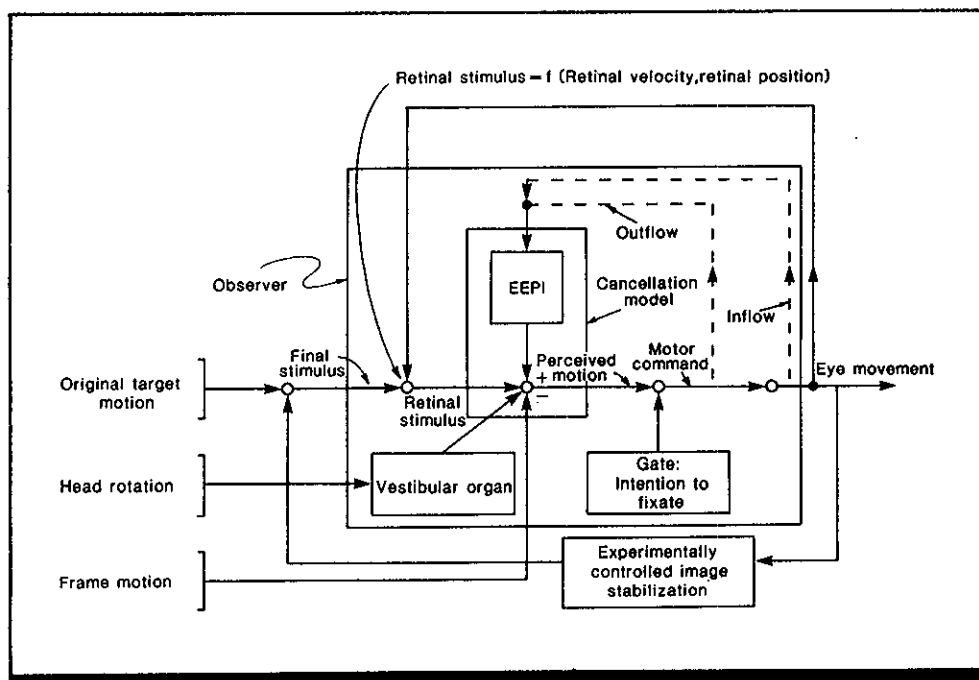 Retinal stimulus = f (Retinal velocity,retinal position)
Outflow
Observer
EEPI
Cancellation
model
Inflow
Final
stimulus
Perceived
motion
Motor
command
Eye movement
Original target
motion
+
−
Retinal
stimulus
Head rotation
Vestibular organ
Gate:
Intention to
fixate
Frame motion
Experimentally
controlled image
stabilization